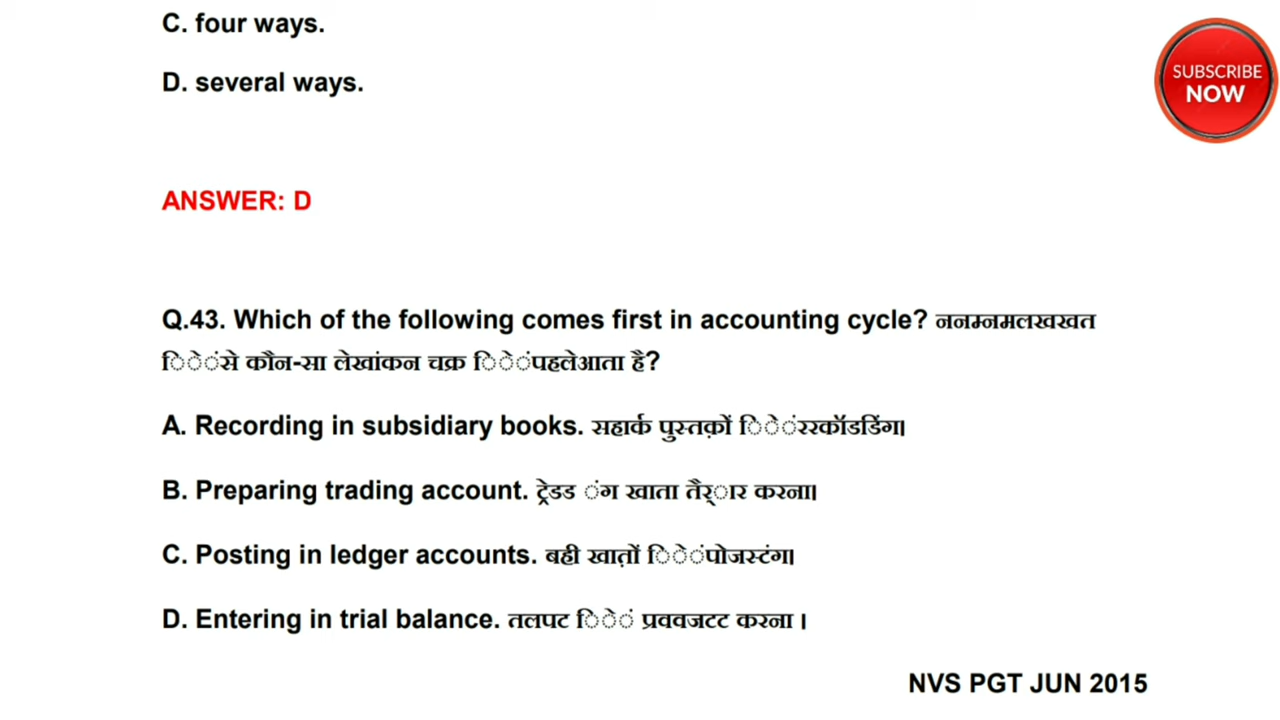 C. four ways.
D. several ways.
SUBSCRIBE
NOW
ANSWER: D
Q.43. Which of the following comes first in accounting cycle? ननम्नमलखखत
िेंसे कौन-सा लेखांकन चक्र िेंपहलेआता है?
A. Recording in subsidiary books. सहार्क पुस्तक़ों िेंररकॉडडिंग।
B. Preparing trading account. ट्रेडड ंग खाता तैर््ार करना।
C. Posting in ledger accounts. बही खात़ों िेंपोजस्टंग।
D. Entering in trial balance. तलपट िें प्रववजटट करना ।
NVS PGT JUN 2015